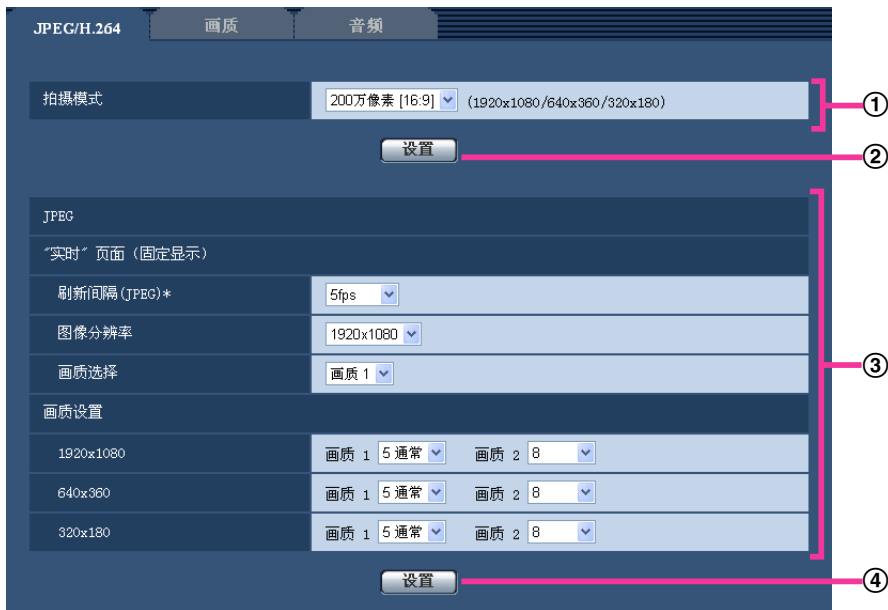 JPEG/H.264 画质 音频
拍摄模式 200万像素 [16:9] (1920x1080/640x360/320x180) ①
设置 ②
JPEG
"实时" 页面 (固定显示)
刷新间隔(JPEG)* 5fps
图像分辨率 1920x1080
画质选择 画质 1 ③
画质设置
1920x1080 画质 1 5 通常 画质 2 8
640x360 画质 1 5 通常 画质 2 8
320x180 画质 1 5 通常 画质 2 8
设置 ④